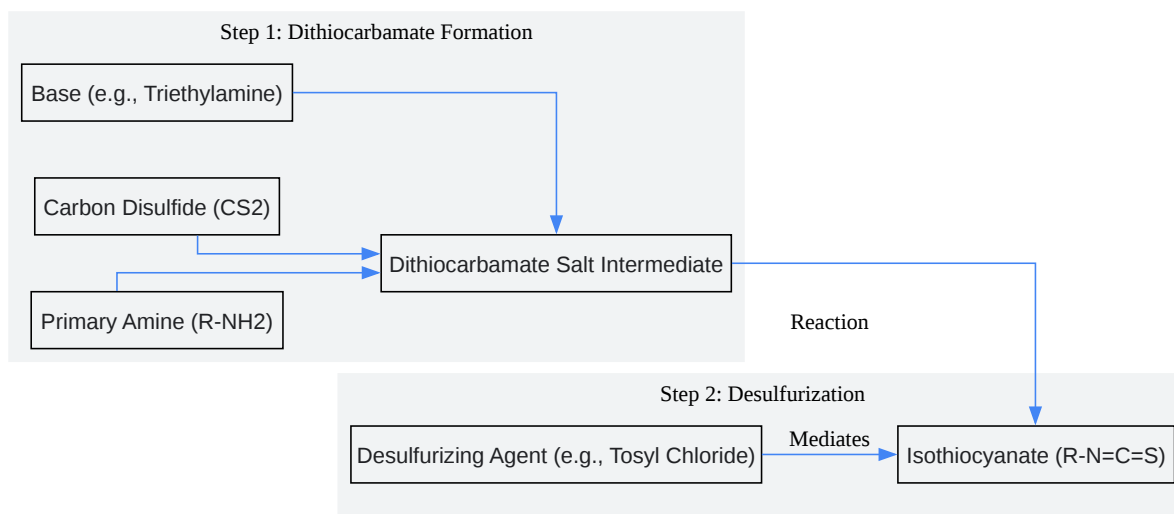 Step 1: Dithiocarbamate Formation
Base (e.g., Triethylamine)
Carbon Disulfide (CS2)
Dithiocarbamate Salt Intermediate
Primary Amine (R-NH2)
Reaction
Step 2: Desulfurization
Desulfurizing Agent (e.g., Tosyl Chloride)
Mediates
Isothiocyanate (R-N=C=S)